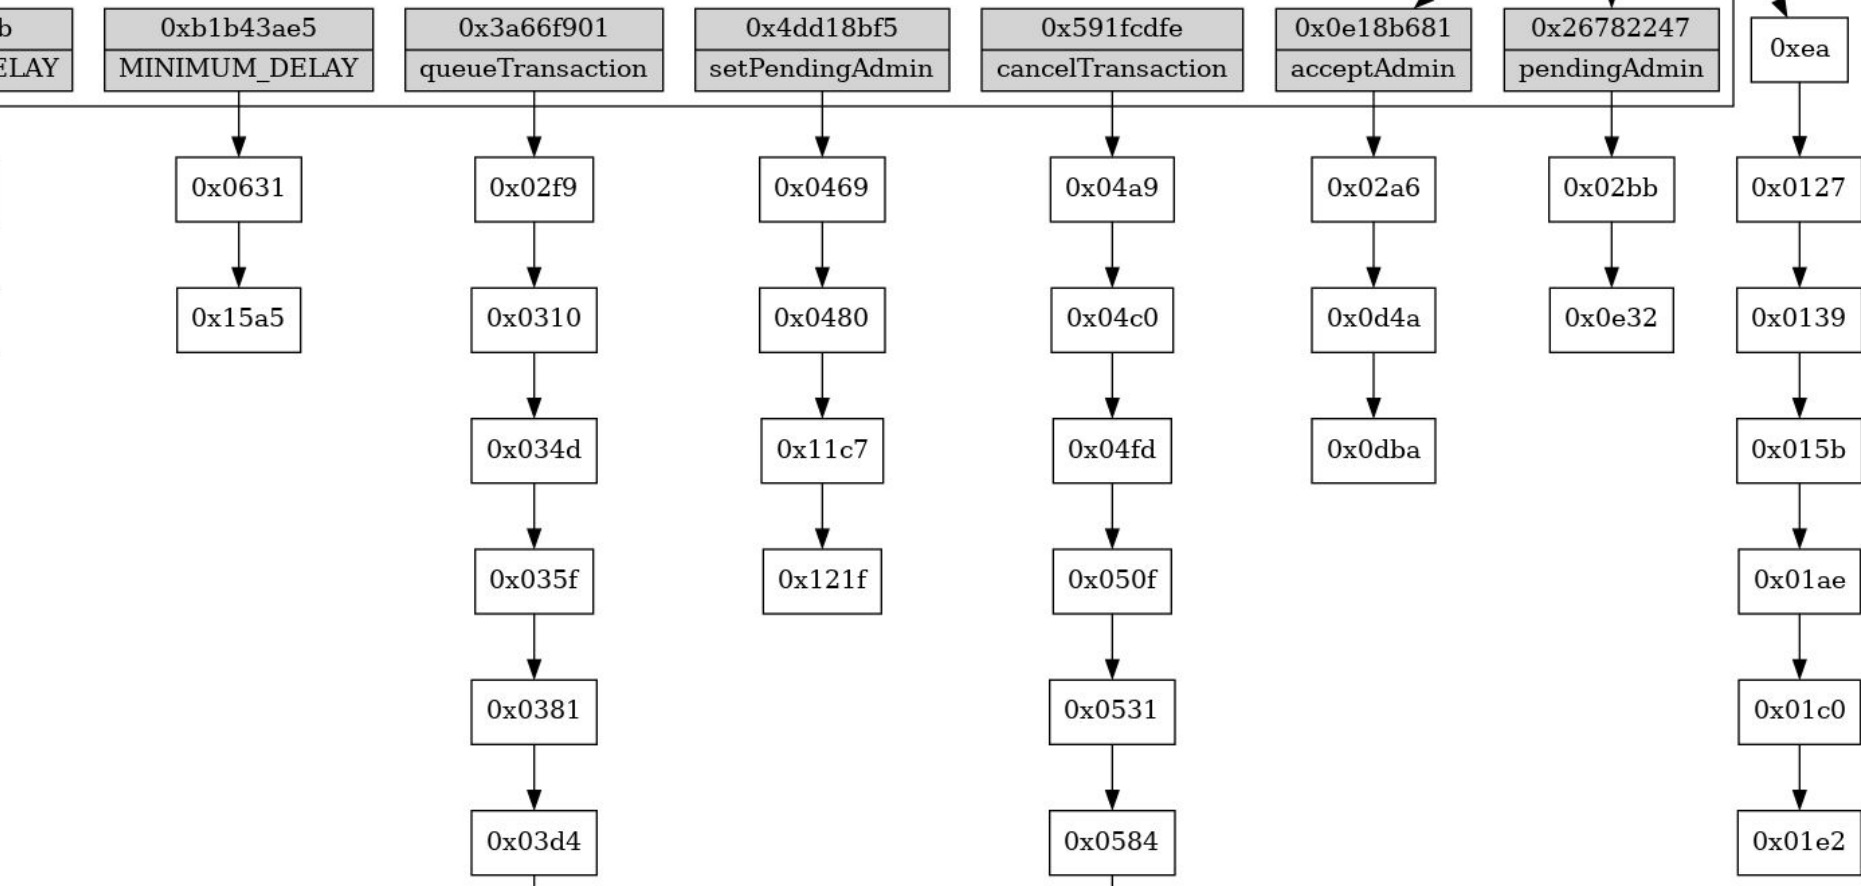 b 0xb1b43ae5 0x3a66f901 0x4dd18bf5 0x591fcdfe 0x0e18b681 0x26782247
0xea
ELAY MINIMUM_DELAY queueTransaction setPendingAdmin cancelTransaction acceptAdmin pendingAdmin
0x0631 0x02f9 0x0469 0x04a9 0x02a6 0x02bb 0x0127
0x15a5 0x0310 0x0480 0x04c0 0x0d4a 0x0e32 0x0139
0x034d 0x11c7 0x04fd 0x0dba 0x015b
0x035f 0x121f 0x050f 0x01ae
0x0381 0x0531 0x01c0
0x03d4 0x0584 0x01e2